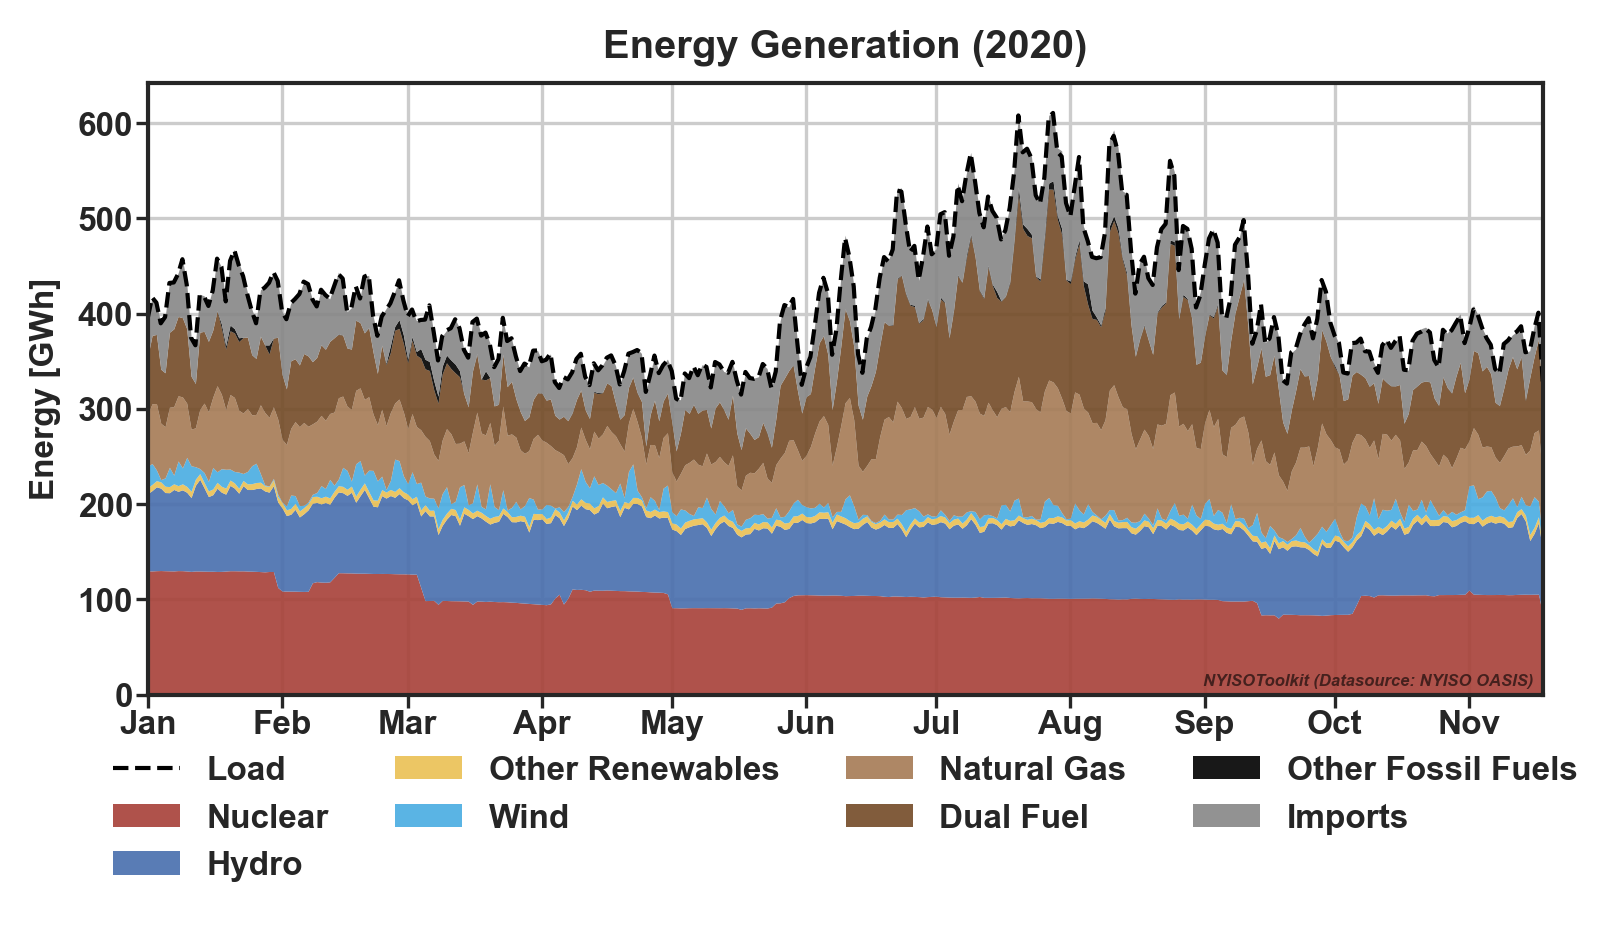 Energy Generation (2020)
Energy [GWh]
600
500
400
300
200
100
0
NYISOToolkit (Datasource: NYISO OASIS)
Jan Feb Mar Apr May Jun Jul Aug Sep Oct Nov
Load Other Renewables Natural Gas Other Fossil Fuels
Nuclear Wind Dual Fuel Imports
Hydro